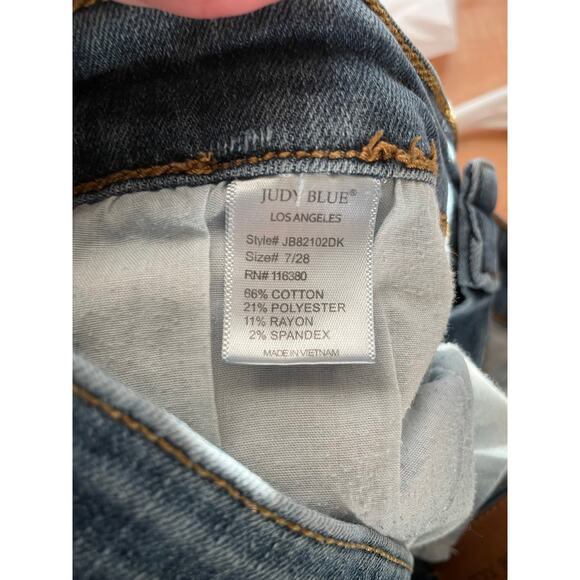 JUDY BLUE®
LOS ANGELES
Style# JB82102DK
Size# 7/28
RN# 116380
66% COTTON
21% POLYESTER
11% RAYON
2% SPANDEX
MADE IN VIETNAM